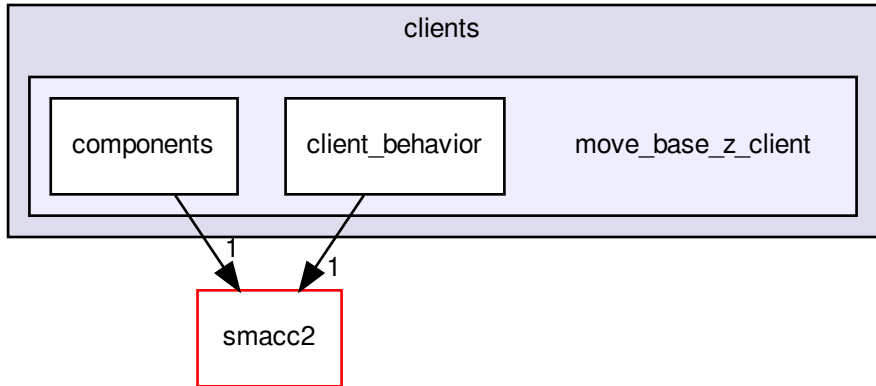 clients
components
client_behavior
move_base_z_client
1
1
smacc2